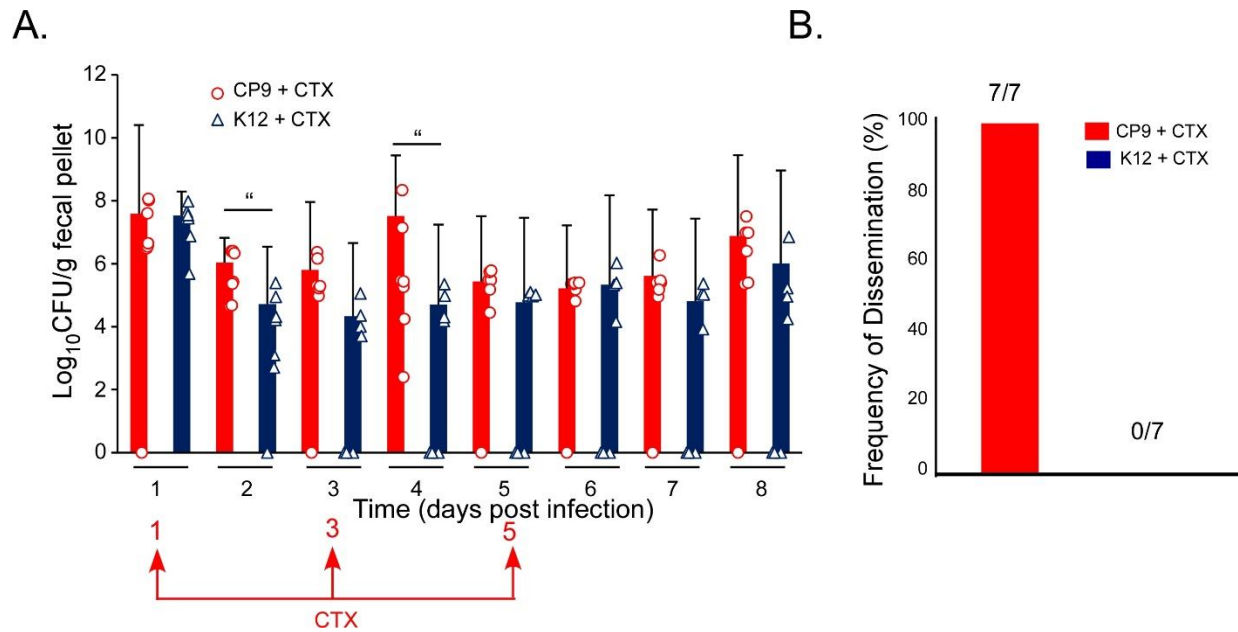 A.
B.
12
10
8
6
4
2
0
Log10CFU/g fecal pellet
CP9 + CTX
K12 + CTX
“
“
1 2 3 4 5 6 7 8
Time (days post infection)
1 3 5
CTX
7/7
100
80
60
40
20
0
Frequency of Dissemination (%)
CP9 + CTX
K12 + CTX
0/7